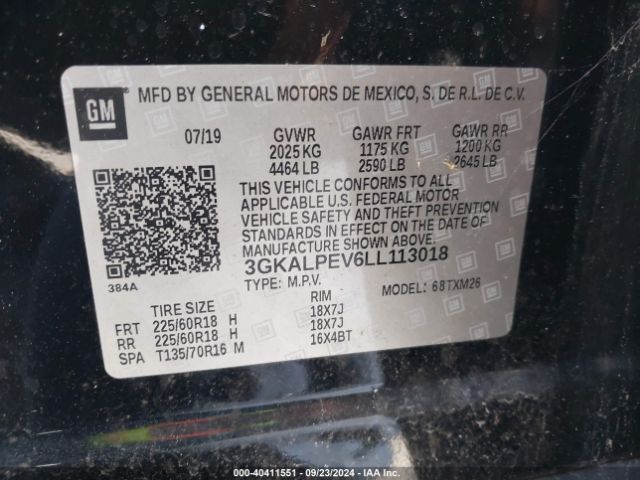 GM
MFD BY GENERAL MOTORS DE MEXICO, S. DE R.L. DE C.V.
07/19 GVWR GAWR FRT GAWR RR
2025 KG 1175 KG 1200 KG
4464 LB 2590 LB 2645 LB
THIS VEHICLE CONFORMS TO ALL
APPLICABLE U.S. FEDERAL MOTOR
VEHICLE SAFETY AND THEFT PREVENTION
STANDARDS IN EFFECT ON THE DATE OF
MANUFACTURE SHOWN ABOVE.
3GKALPEV6LL113018
384A TYPE: M.P.V. MODEL: 68TXM26
TIRE SIZE RIM
FRT 225/60R18 H 18X7J
RR 225/60R18 H 18X7J
SPA T135/70R16 M 16X4BT
000-40411551 - 09/23/2024 - IAA Inc.